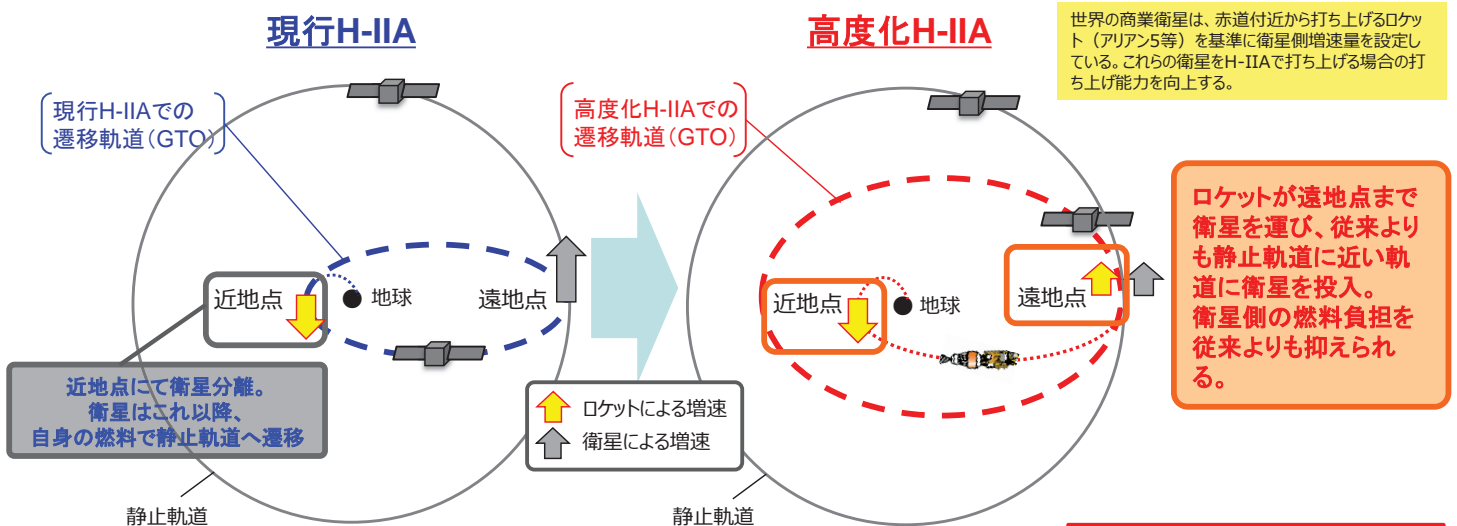 現行H-IIA
高度化H-IIA
世界の商業衛星は、赤道付近から打ち上げるロケッ
ト（アリアン5等）を基準に衛星側増速量を設定し
ている。これらの衛星をH-IIAで打ち上げる場合の打
ち上げ能力を向上する。
現行H-IIAでの
遷移軌道（GTO）
高度化H-IIAでの
遷移軌道（GTO）
近地点
地球
遠地点
近地点
地球
遠地点
ロケットが遠地点まで
衛星を運び、従来より
も静止軌道に近い軌
道に衛星を投入。
衛星側の燃料負担を
従来よりも抑えられ
る。
近地点にて衛星分離。
衛星はこれ以降、
自身の燃料で静止軌道へ遷移
ロケットによる増速
衛星による増速
静止軌道
静止軌道